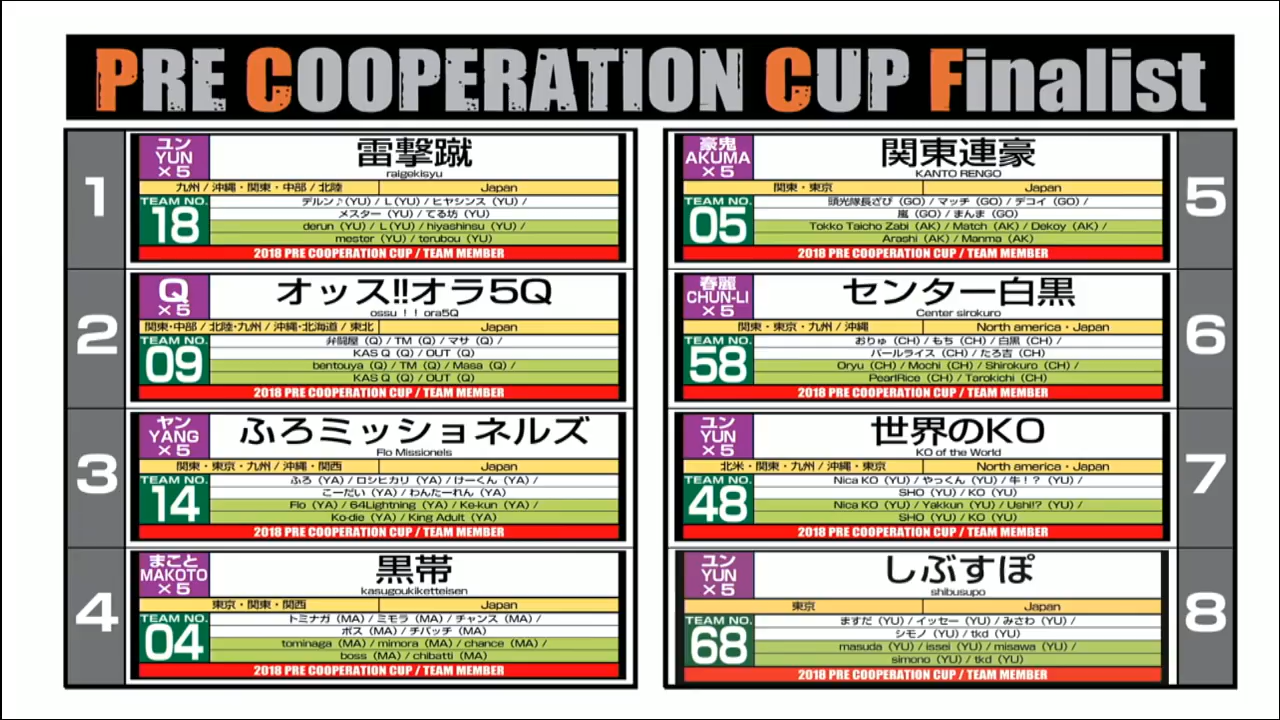 PRE COOPERATION CUP Finalist
1
ユン
YUN
×5
雷撃蹴
raigekisyu
九州 / 沖縄・関東・中部 / 北陸
Japan
TEAM NO.
18
デルン♪(YU) / L(YU) / ヒヤシンス (YU) /
メスター (YU) / てる坊 (YU)
derun (YU) / L(YU) / hiyashinsu (YU) /
mester (YU) / terubou (YU)
2018 PRE COOPERATION CUP / TEAM MEMBER
2
Q
×5
オッス!!オラ5Q
ossu ！！ ora5Q
関東・中部 / 北陸・九州 / 沖縄・北海道 / 東北
Japan
TEAM NO.
09
弁闘屋 (Q) / TM (Q) / マサ (Q) /
KAS Q (Q) / OUT (Q)
bentouya (Q) / TM (Q) / Masa (Q) /
KAS Q (Q) / OUT (Q)
2018 PRE COOPERATION CUP / TEAM MEMBER
3
ヤン
YANG
×5
ふろミッショネルズ
Flo Missionels
関東・東京・九州 / 沖縄・関西
Japan
TEAM NO.
14
ふろ (YA) / ロシヒカリ (YA) / けーくん (YA) /
こーだい (YA) / わんたーれん (YA)
Flo (YA) / 64Lightning (YA) / Ke-kun (YA) /
Ko-die (YA) / King Adult (YA)
2018 PRE COOPERATION CUP / TEAM MEMBER
4
まこと
MAKOTO
×5
黒帯
kasugoukiketteisen
東京・関東・関西
Japan
TEAM NO.
04
トミナガ (MA) / ミモラ (MA) / チャンス (MA) /
ボス (MA) / チバッチ (MA)
tominaga (MA) / mimora (MA) / chance (MA) /
boss (MA) / chibatti (MA)
2018 PRE COOPERATION CUP / TEAM MEMBER
豪鬼
AKUMA
×5
関東連豪
KANTO RENGO
関東・東京
Japan
TEAM NO.
05
頭光隊長ざび (GO) / マッチ (GO) / デコイ (GO) /
嵐 (GO) / まんま (GO)
Tokko Taicho Zabi (AK) / Match (AK) / Dekoy (AK) /
Arashi (AK) / Manma (AK)
2018 PRE COOPERATION CUP / TEAM MEMBER
5
春麗
CHUN-LI
×5
センター白黒
Center sirokuro
関東・東京・九州 / 沖縄
North america・Japan
TEAM NO.
58
おりゅ (CH) / もち (CH) / 白黒 (CH) /
パールライス (CH) / たろ吉 (CH)
Oryu (CH) / Mochi (CH) / Shirokuro (CH) /
PearlRice (CH) / Tarokichi (CH)
2018 PRE COOPERATION CUP / TEAM MEMBER
6
ユン
YUN
×5
世界のKO
KO of the World
北米・関東・九州 / 沖縄・東京
North america・Japan
TEAM NO.
48
Nica KO (YU) / やっくん (YU) / 牛！？ (YU) /
SHO (YU) / KO (YU)
Nica KO (YU) / Yakkun (YU) / Ushi!? (YU) /
SHO (YU) / KO (YU)
2018 PRE COOPERATION CUP / TEAM MEMBER
7
ユン
YUN
×5
しぶすぽ
shibusupo
東京
Japan
TEAM NO.
68
ますだ (YU) / イッセー (YU) / みさわ (YU) /
シモノ (YU) / tkd (YU)
masuda (YU) / issei (YU) / misawa (YU) /
simono (YU) / tkd (YU)
2018 PRE COOPERATION CUP / TEAM MEMBER
8